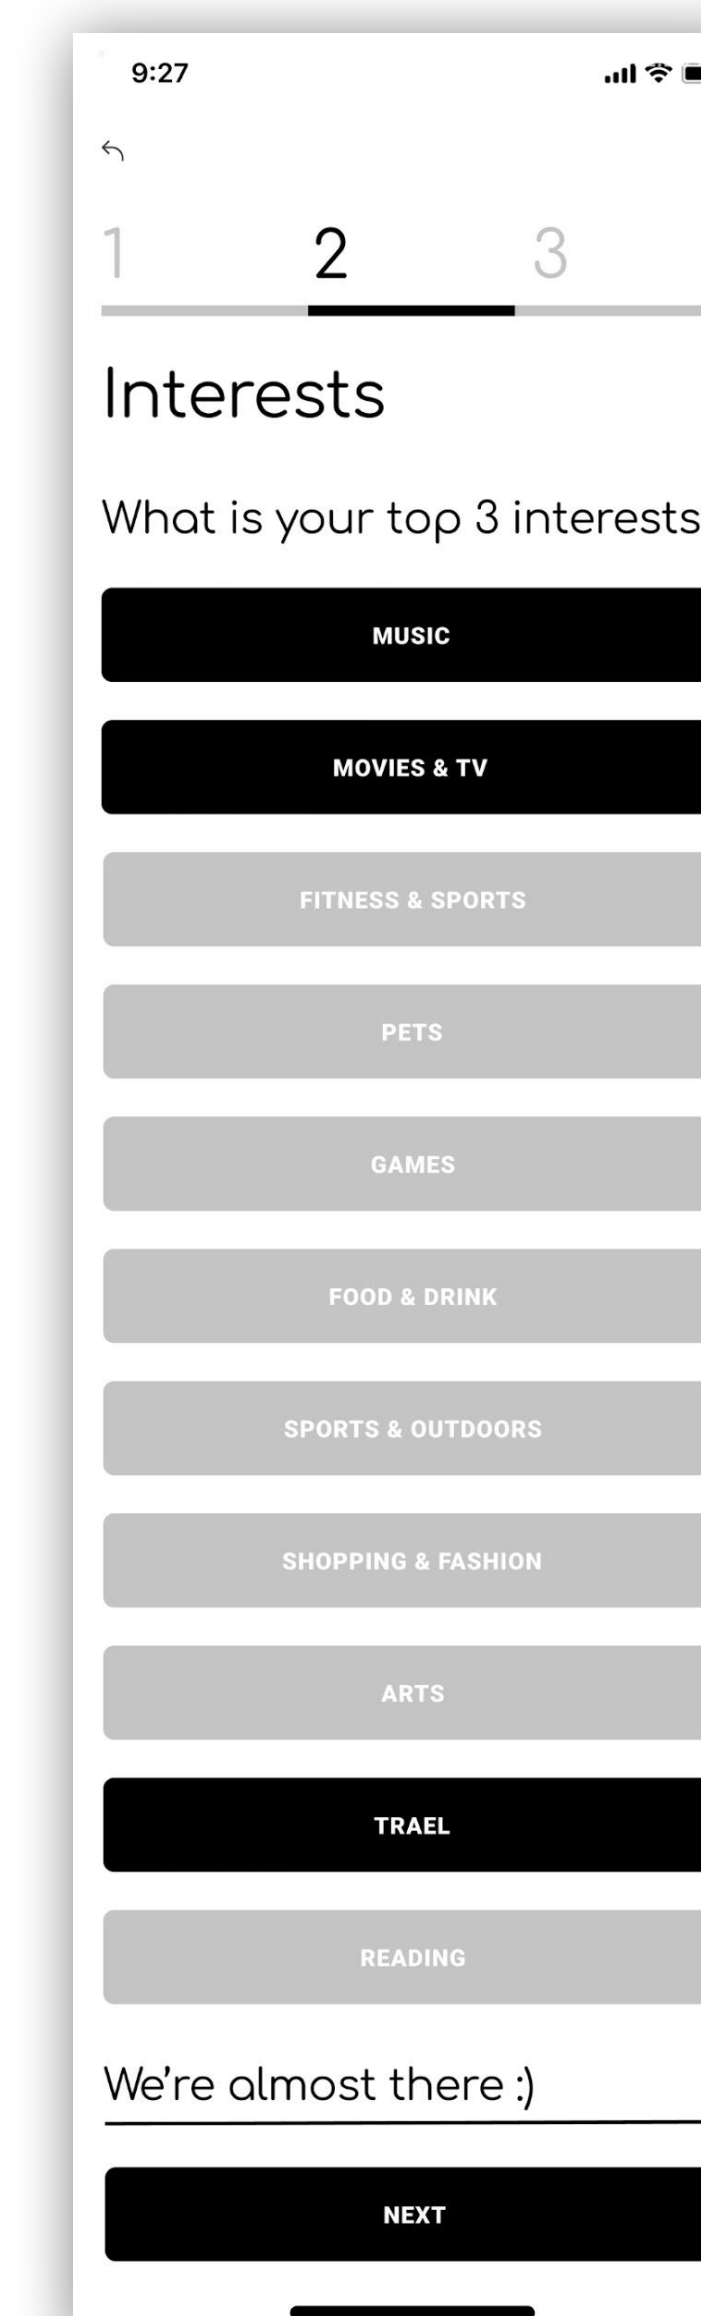 9:27
1 2 3
Interests
What is your top 3 interests
MUSIC
MOVIES & TV
FITNESS & SPORTS
PETS
GAMES
FOOD & DRINK
SPORTS & OUTDOORS
SHOPPING & FASHION
ARTS
TRAEL
READING
We're almost there :)
NEXT